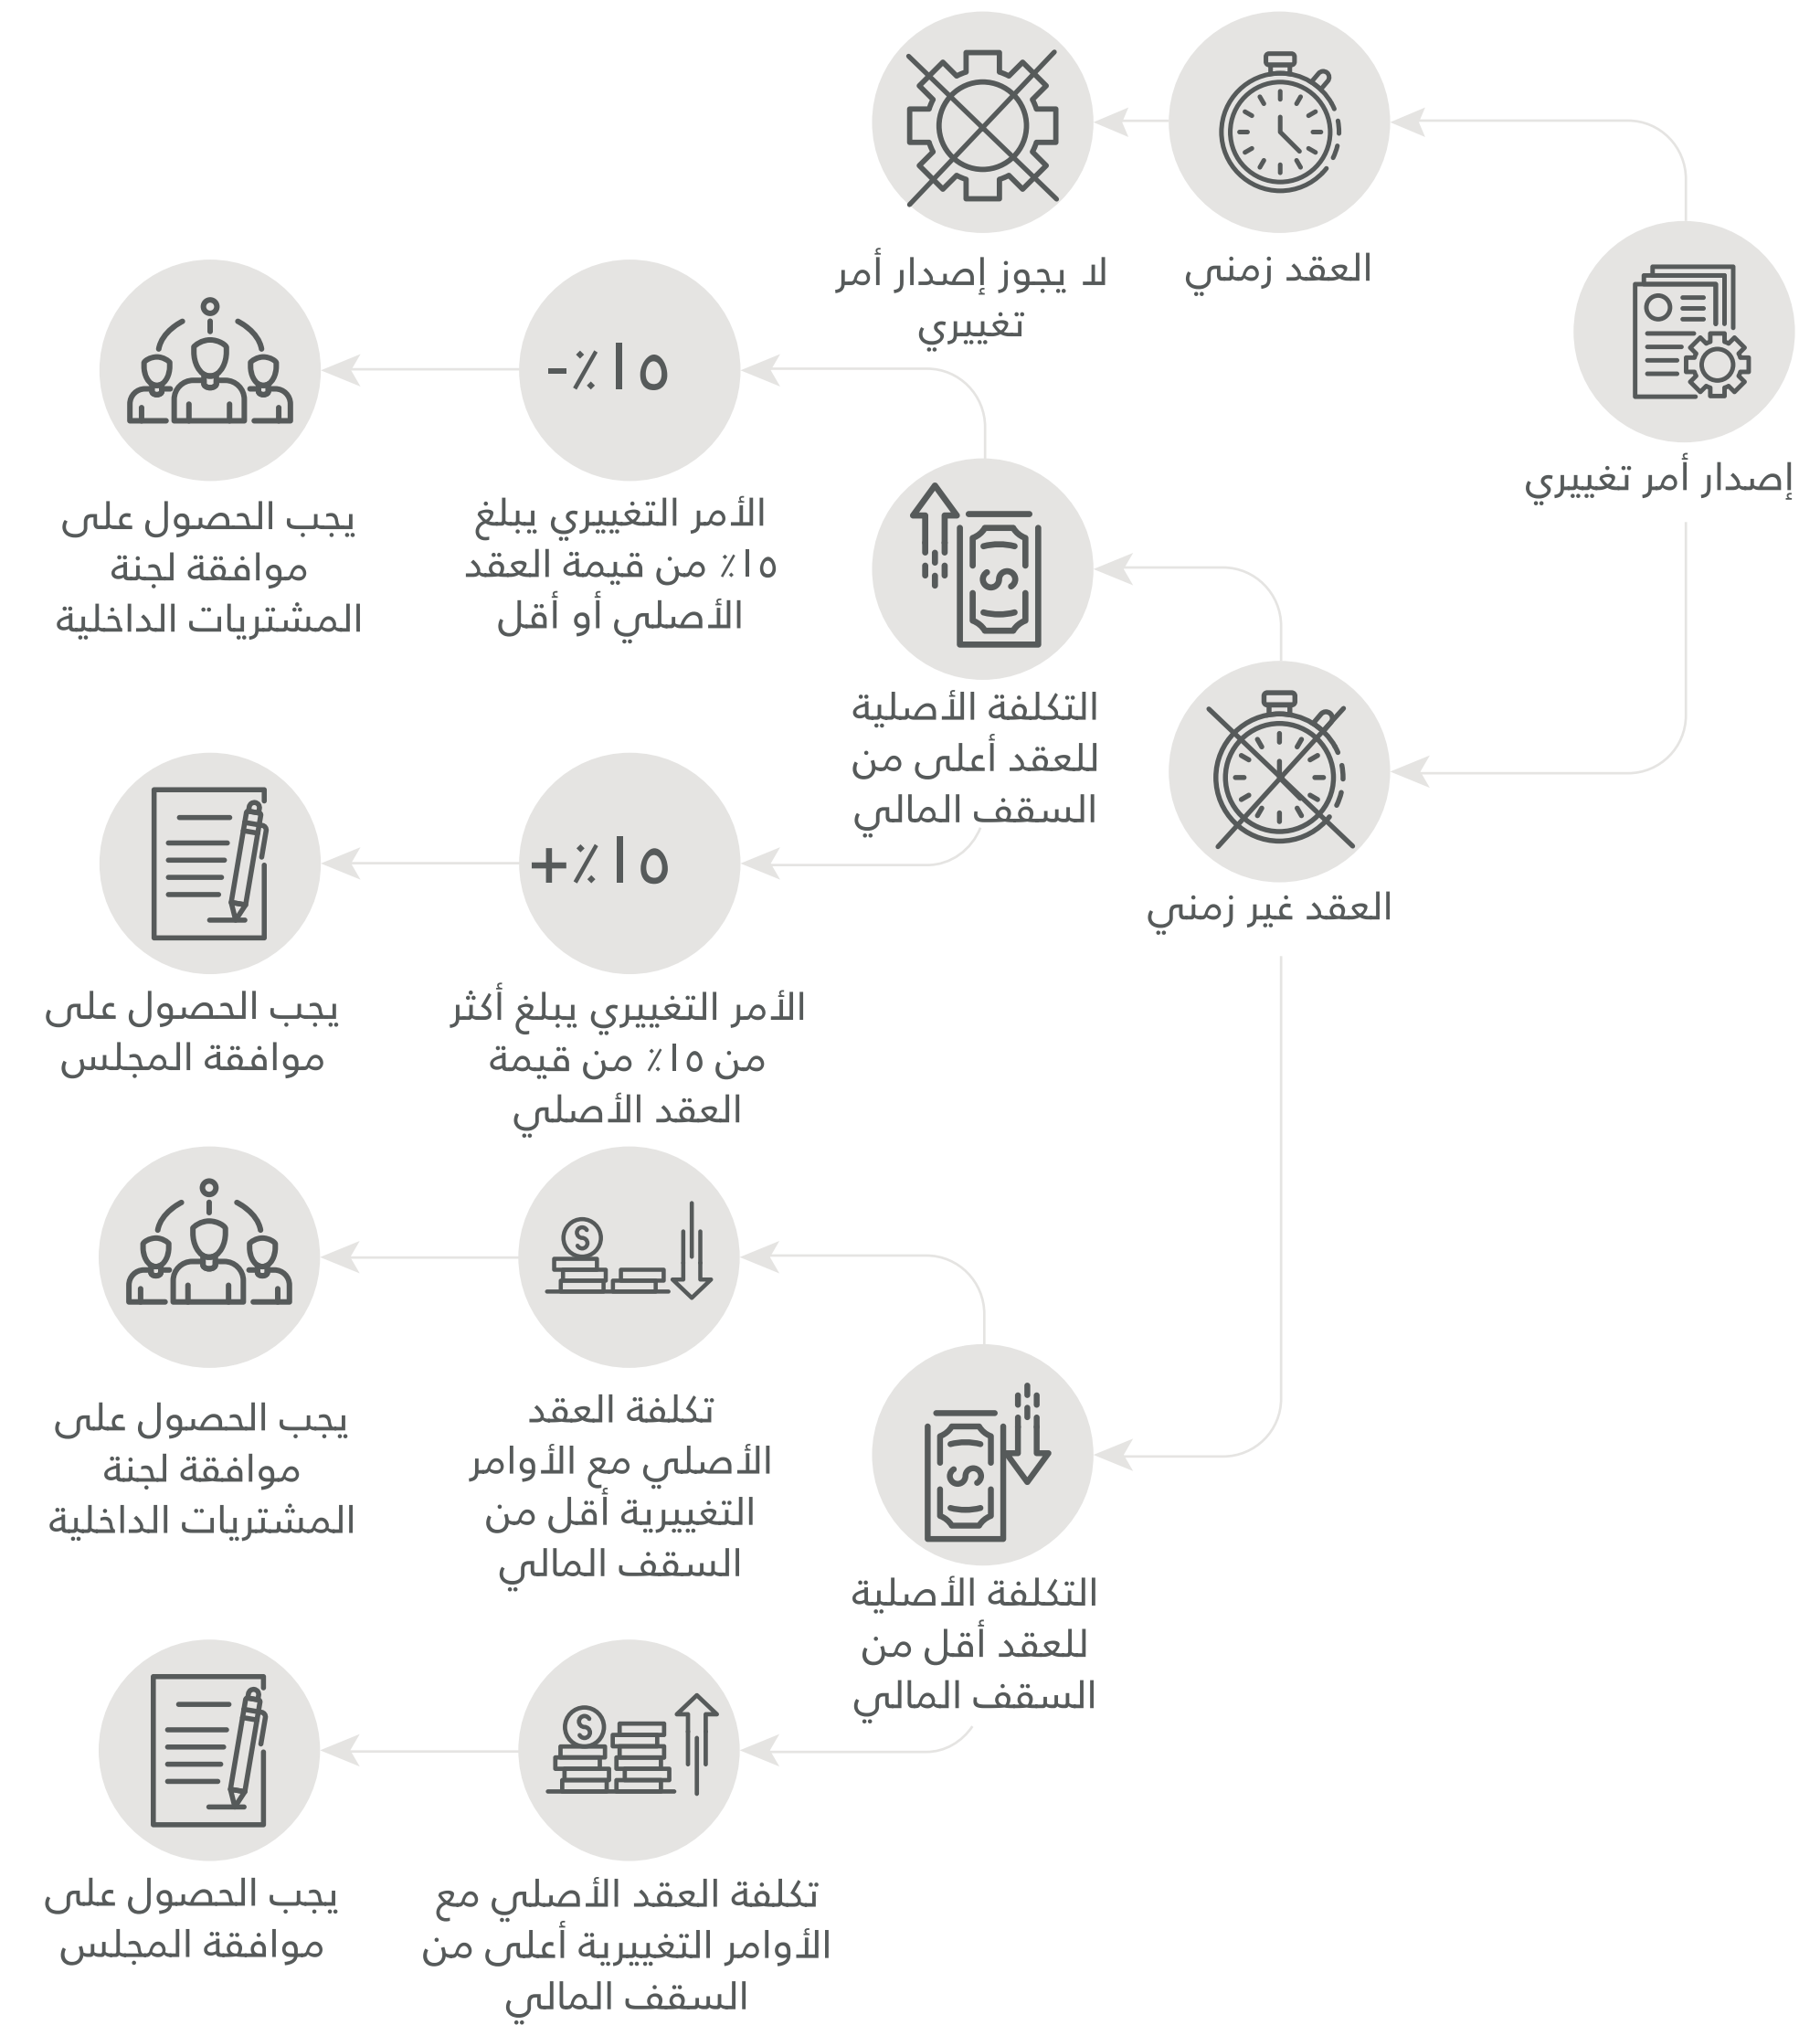 إصدار أمر تغييري
العقد زمني
لا يجوز إصدار أمر
تغييري
العقد غير زمني
التكلفة الأصلية
للعقد أعلى من
السقف المالي
١٥٪-
الأمر التغييري يبلغ
١٥٪ من قيمة العقد
الأصلي أو أقل
يجب الحصول على
موافقة لجنة
المشتريات الداخلية
١٥٪+
الأمر التغييري يبلغ أكثر
من ١٥٪ من قيمة
العقد الأصلي
يجب الحصول على
موافقة المجلس
التكلفة الأصلية
للعقد أقل من
السقف المالي
تكلفة العقد
الأصلي مع الأوامر
التغييرية أقل من
السقف المالي
يجب الحصول على
موافقة لجنة
المشتريات الداخلية
تكلفة العقد الأصلي مع
الأوامر التغييرية أعلى من
السقف المالي
يجب الحصول على
موافقة المجلس